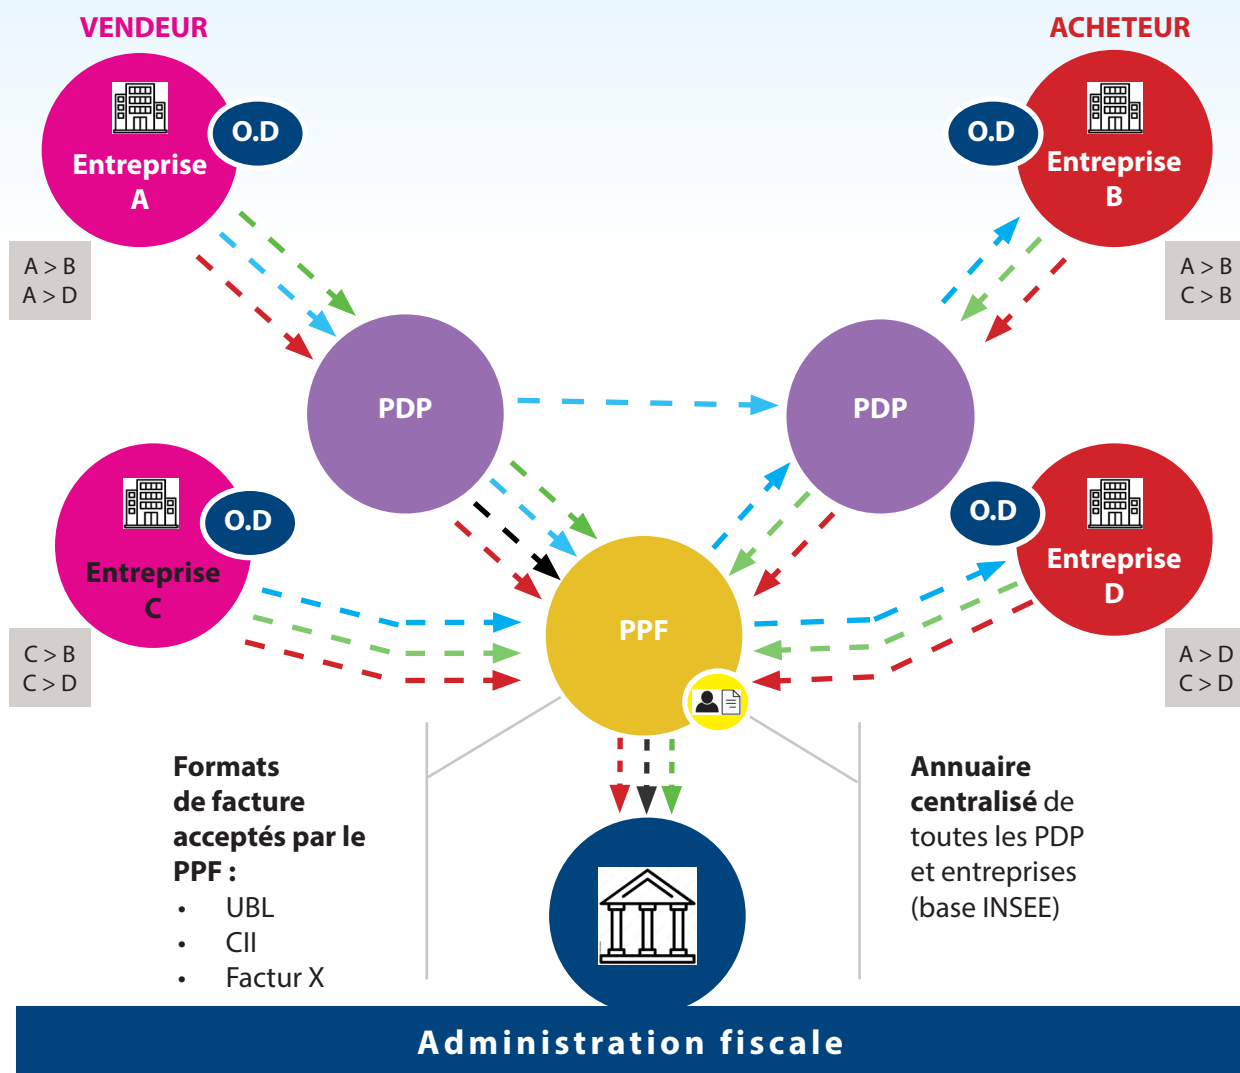 VENDEUR
ACHETEUR
O.D
Entreprise
A
O.D
Entreprise
B
A > B
A > D
A > B
C > B
PDP
PDP
O.D
Entreprise
C
O.D
Entreprise
D
PPF
C > B
C > D
A > D
C > D
Formats
de facture
acceptés par le
PPF :
• UBL
• CII
• Factur X
Annuaire
centralisé de
toutes les PDP
et entreprises
(base INSEE)
Administration fiscale